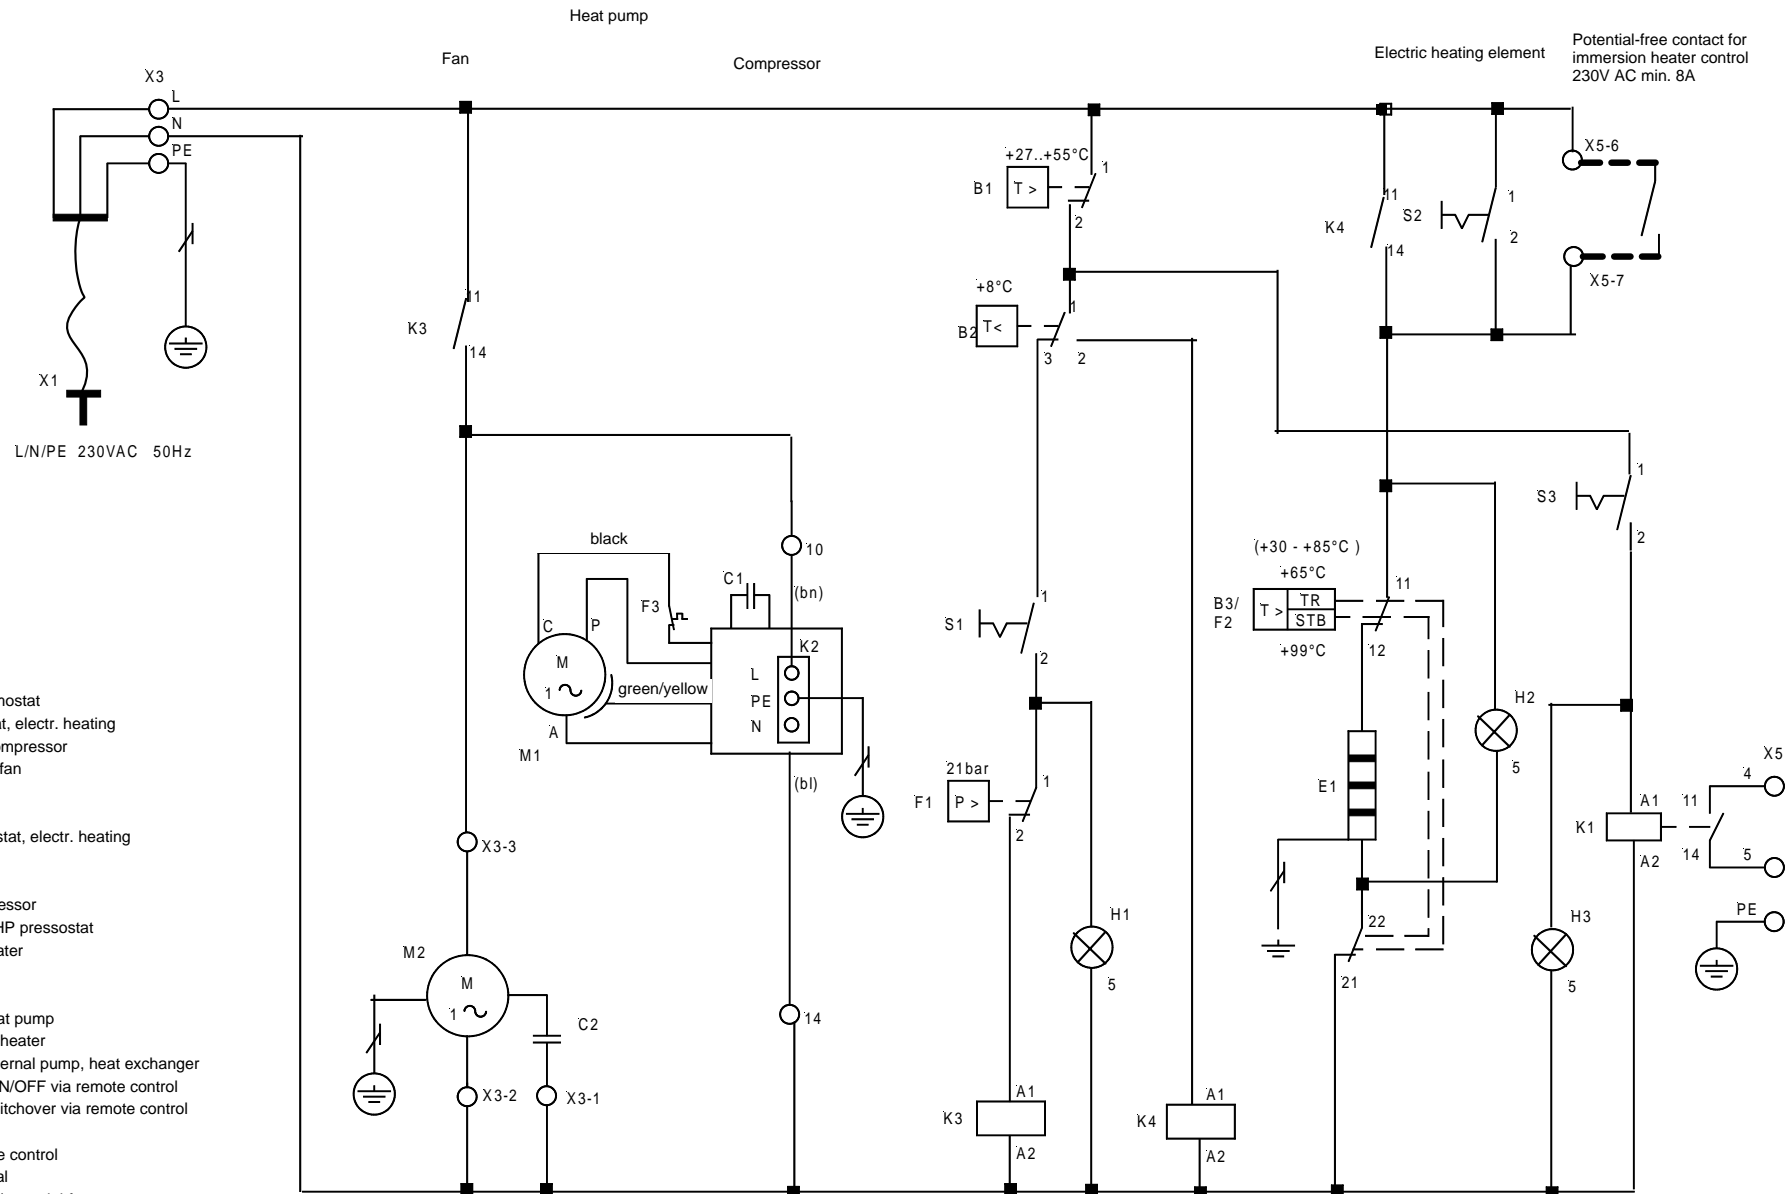 Heat pump
Fan
Compressor
Electric heating element
Potential-free contact for
immersion heater control
230V AC min. 8A
X3
L
N
PE
X1
L/N/PE 230VAC 50Hz
K3
11
14
+27..+55°C
B1
T >
1
2
+8°C
B2
T<
1
3
2
K4
11
14
S2
1
2
X5-6
X5-7
S3
1
2
black
10
(bn)
C1
F3
C
P
M
1
A
M1
green/yellow
K2
L
PE
N
(bl)
14
S1
1
2
21bar
F1
P >
1
2
(+30 - +85°C )
+65°C
B3/
F2
T >
TR
STB
+99°C
11
12
E1
H2
5
22
21
X5
4
A1
11
K1
A2
14
5
PE
H3
5
H1
5
X3-3
M2
M
1
C2
X3-2
X3-1
K3
A1
A2
K4
A1
A2
at, electr. heating
fan
stat, electr. heating
HP pressostat
at pump
heater
ernal pump, heat exchanger
N/OFF via remote control
itchover via remote control
e control